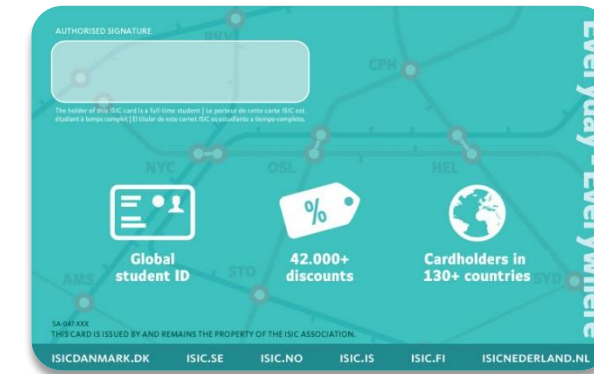 AUTHORISED SIGNATURE
RKV
CPH
The holder of this ISIC card is a full-time student | Le porteur de cette carte ISIC est
étudiant à temps complet | El titular de este carnet ISIC es estudiante a tiempo completo.
NYC
OSL
HEL
%
Global
student ID
42.000+
discounts
Cardholders in
130+ countries
AMS
STO
SYD
SA-047-XXX
THIS CARD IS ISSUED BY AND REMAINS THE PROPERTY OF THE ISIC ASSOCIATION.
ISICDANMARK.DK ISIC.SE ISIC.NO ISIC.IS ISIC.FI ISICNEDERLAND.NL
Everyday - Everywhere